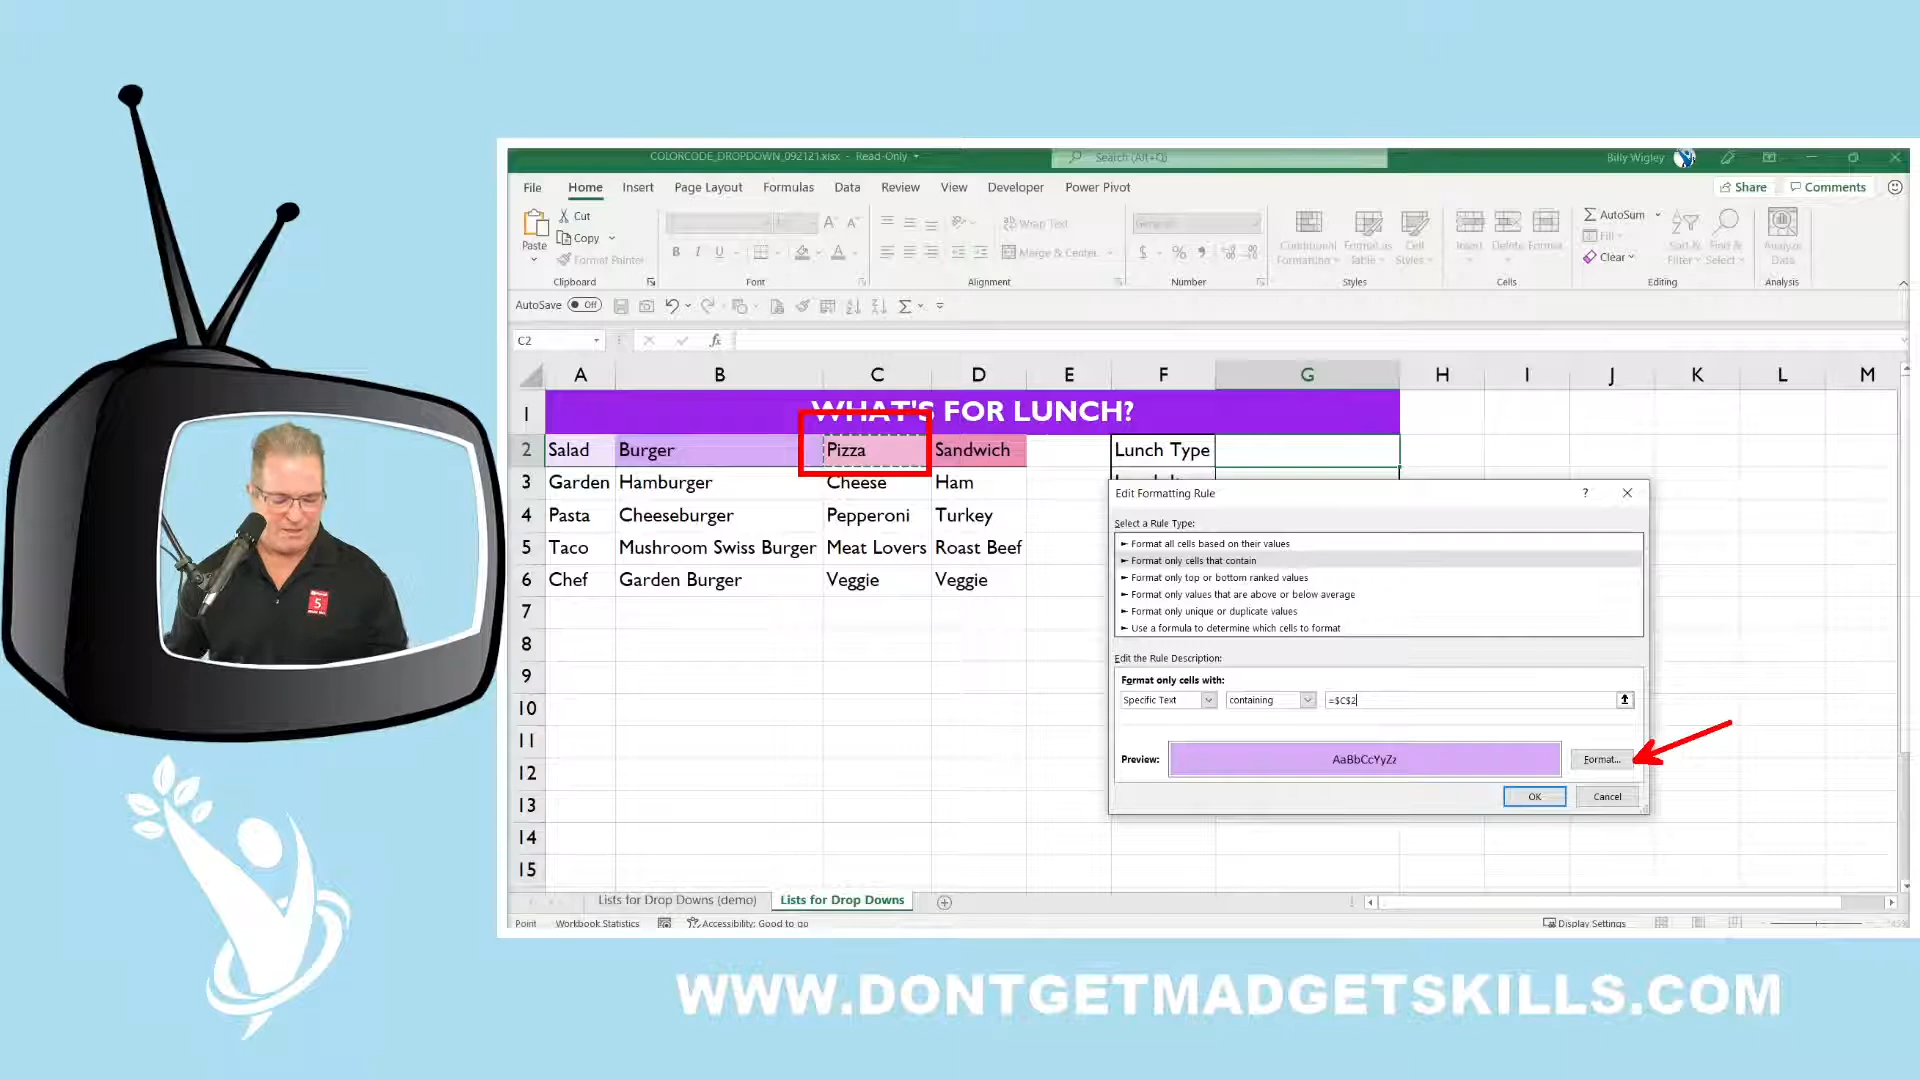 COLORCODE_DROPDOWN_092121.xlsx - Read-Only
Search (Alt+Q)
Billy Wigley
File Home Insert Page Layout Formulas Data Review View Developer Power Pivot
Share Comments
Paste
Cut
Copy
Format Painter
Clipboard
B I U
Font
Wrap Text
Merge & Center
Alignment
General
$ % ,
Number
Conditional Formatting
Format as Table
Cell Styles
Styles
Insert Delete Format
Cells
AutoSum
Fill
Clear
Sort & Filter
Find & Select
Editing
Analyze Data
Analysis
AutoSave Off
C2
fx
A B C D E F G H I J K L M
1 WHAT'S FOR LUNCH?
2 Salad Burger Pizza Sandwich Lunch Type
3 Garden Hamburger Cheese Ham
4 Pasta Cheeseburger Pepperoni Turkey
5 Taco Mushroom Swiss Burger Meat Lovers Roast Beef
6 Chef Garden Burger Veggie Veggie
7
8
9
10
11
12
13
14
15
Edit Formatting Rule ?
Select a Rule Type:
► Format all cells based on their values
► Format only cells that contain
► Format only top or bottom ranked values
► Format only values that are above or below average
► Format only unique or duplicate values
► Use a formula to determine which cells to format
Edit the Rule Description:
Format only cells with:
Specific Text containing =$C$2
Preview: AaBbCcYyZz Format...
OK Cancel
Lists for Drop Downs (demo) Lists for Drop Downs
Point Workbook Statistics Accessibility: Good to go Display Settings
5
WWW.DONTGETMADGETSKILLS.COM